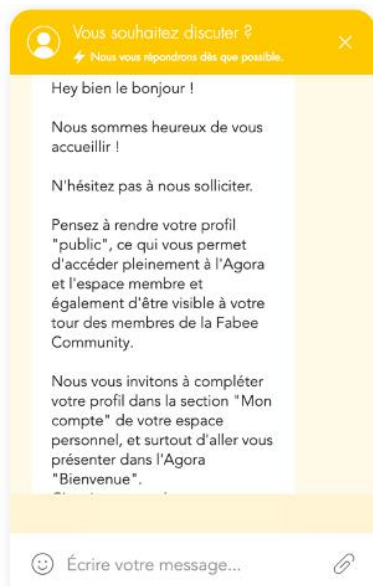 Vous souhaitez discuter ?
Nous vous répondrons dès que possible.
Hey bien le bonjour !
Nous sommes heureux de vous
accueillir !
N'hésitez pas à nous solliciter.
Pensez à rendre votre profil
"public", ce qui vous permet
d'accéder pleinement à l'Agora
et l'espace membre et
également d'être visible à votre
tour des membres de la Fabee
Community.
Nous vous invitons à compléter
votre profil dans la section "Mon
compte" de votre espace
personnel, et surtout d'aller vous
présenter dans l'Agora
"Bienvenue".
Écrire votre message...